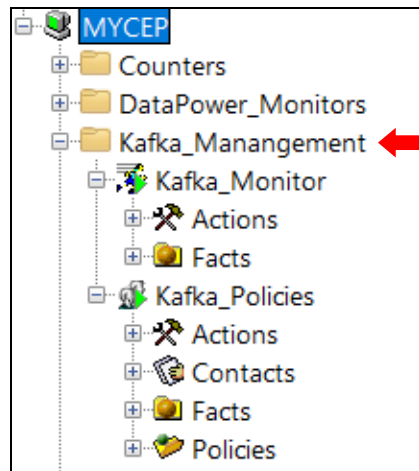 MYCEP
Counters
DataPower_Monitors
Kafka_Manangement
Kafka_Monitor
Actions
Facts
Kafka_Policies
Actions
Contacts
Facts
Policies